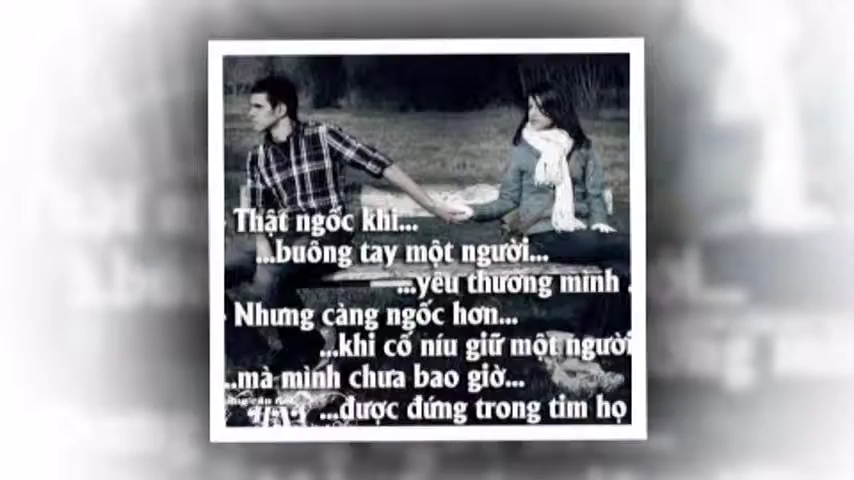 Thật ngốc khi...
...buông tay một người...
...yêu thương mình .
Nhưng càng ngốc hơn...
...khi cố níu giữ một người
...mà mình chưa bao giờ...
...được đứng trong tim họ